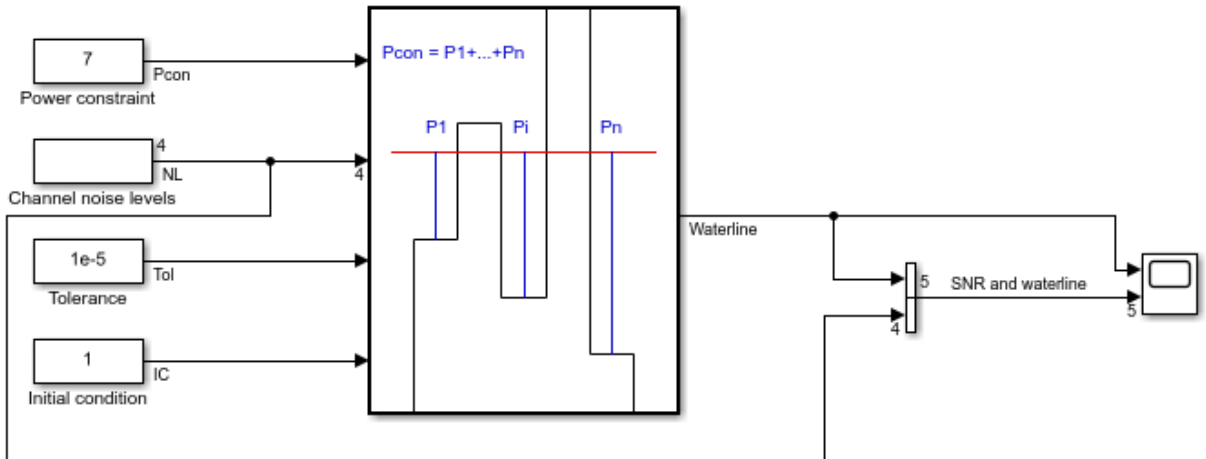 7
Pcon
Power constraint
4
NL
Channel noise levels
1e-5
Tol
Tolerance
1
IC
Initial condition
4
Pcon = P1+...+Pn
P1
Pi
Pn
Waterline
5
4
SNR and waterline
5